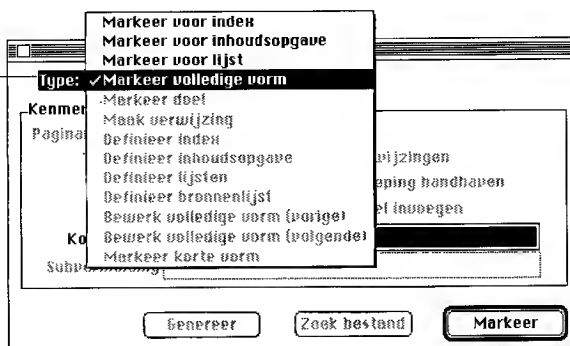 Markeer voor index
Markeer voor inhoudsopgave
Markeer voor lijst
Type: ✓Markeer volledige vorm
Markeer doel
Kenmer
Maak verwijzing
Pagina
Definieer index
Definieer inhoudsopgave
ijzingen
Definieer lijsten
eping handhaven
Definieer bronnenlijst
invoegen
Bewerk volledige vorm (vorige)
Ko
Bewerk volledige vorm (volgende)
Markeer korte vorm
Genereer
Zoek bestand
Markeer